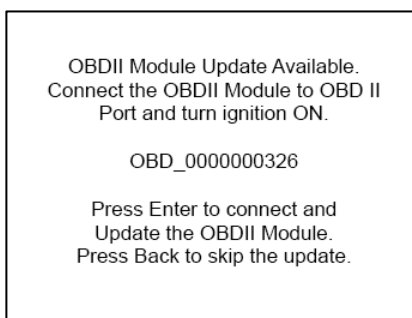 OBDII Module Update Available.
Connect the OBDII Module to OBD II
Port and turn ignition ON.
OBD_0000000326
Press Enter to connect and
Update the OBDII Module.
Press Back to skip the update.